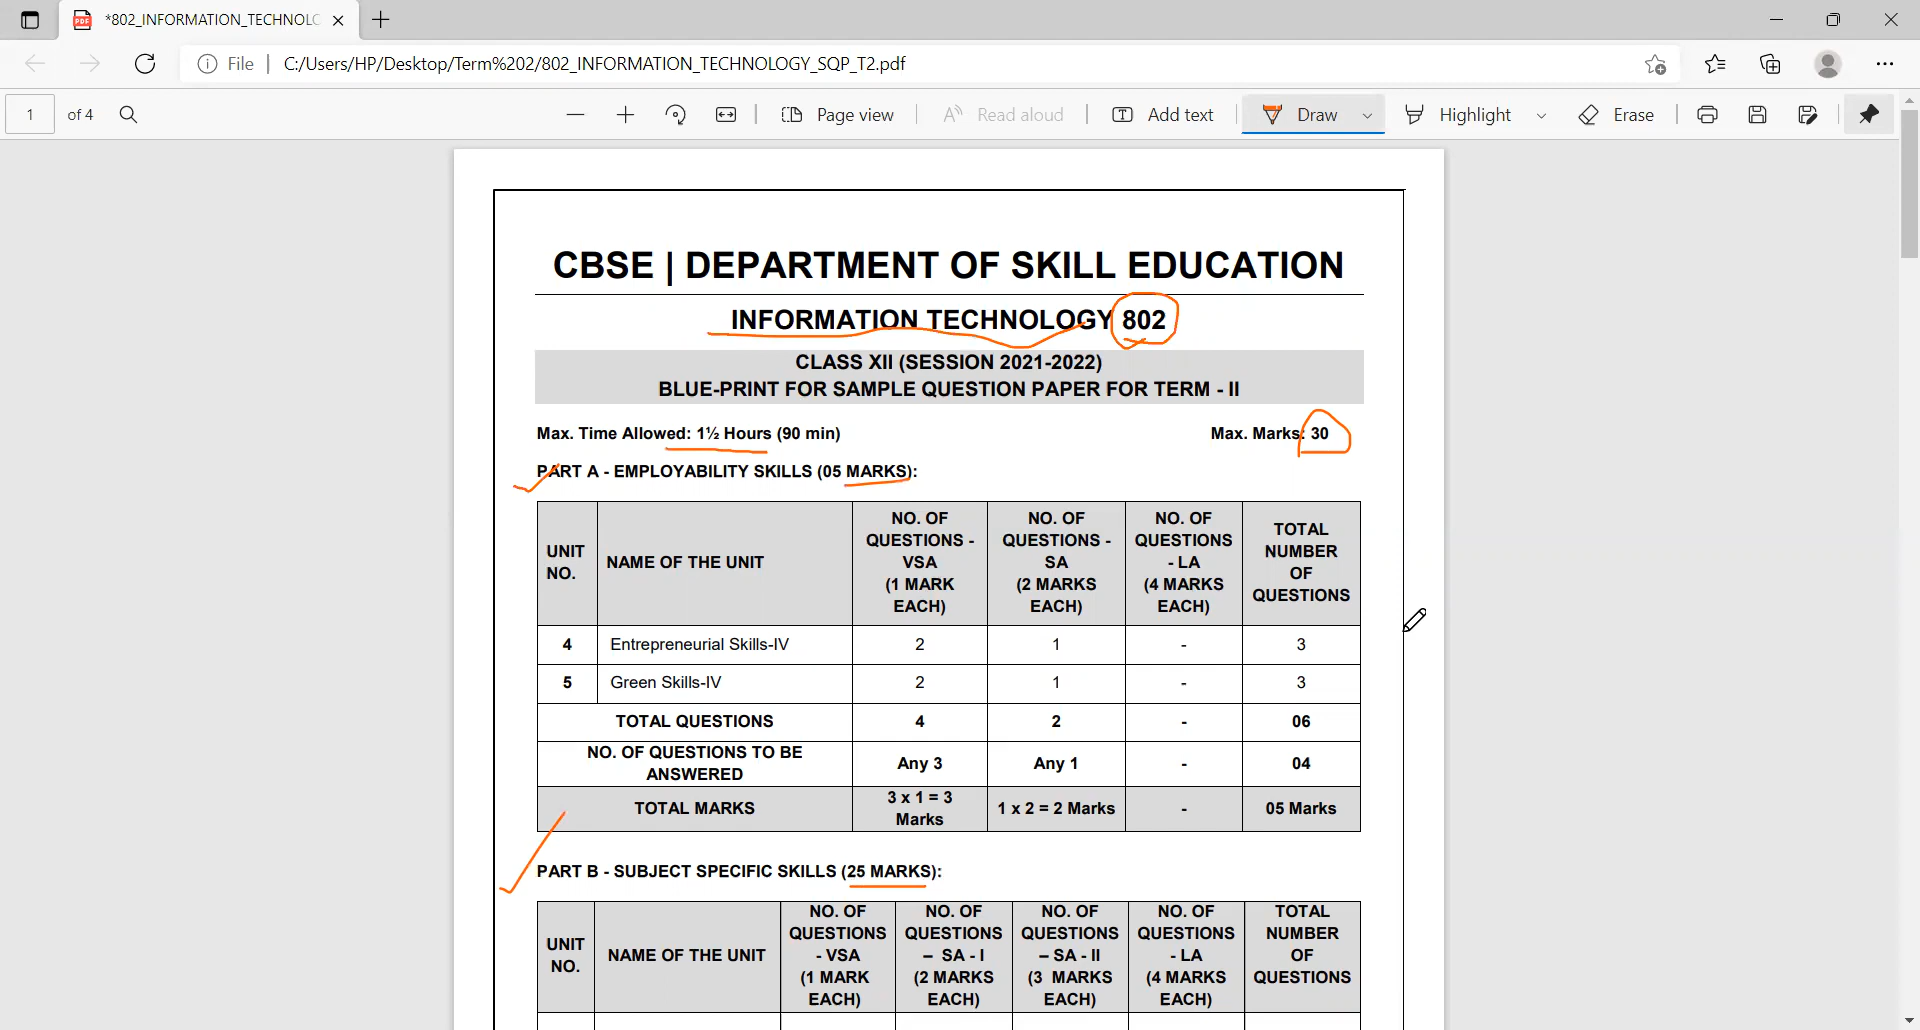 *802_INFORMATION_TECHNOLO
File | C:/Users/HP/Desktop/Term%202/802_INFORMATION_TECHNOLOGY_SQP_T2.pdf
1 of 4 Page view Read aloud Add text Draw Highlight Erase
CBSE | DEPARTMENT OF SKILL EDUCATION
INFORMATION TECHNOLOGY 802
CLASS XII (SESSION 2021-2022)
BLUE-PRINT FOR SAMPLE QUESTION PAPER FOR TERM - II
Max. Time Allowed: 1½ Hours (90 min) Max. Marks: 30
PART A - EMPLOYABILITY SKILLS (05 MARKS):
UNIT NO. NAME OF THE UNIT NO. OF QUESTIONS - VSA (1 MARK EACH) NO. OF QUESTIONS - SA (2 MARKS EACH) NO. OF QUESTIONS - LA (4 MARKS EACH) TOTAL NUMBER OF QUESTIONS
4 Entrepreneurial Skills-IV 2 1 - 3
5 Green Skills-IV 2 1 - 3
TOTAL QUESTIONS 4 2 - 06
NO. OF QUESTIONS TO BE ANSWERED Any 3 Any 1 - 04
TOTAL MARKS 3 x 1 = 3 Marks 1 x 2 = 2 Marks - 05 Marks
PART B - SUBJECT SPECIFIC SKILLS (25 MARKS):
UNIT NO. NAME OF THE UNIT NO. OF QUESTIONS - VSA (1 MARK EACH) NO. OF QUESTIONS – SA - I (2 MARKS EACH) NO. OF QUESTIONS – SA - II (3 MARKS EACH) NO. OF QUESTIONS - LA (4 MARKS EACH) TOTAL NUMBER OF QUESTIONS